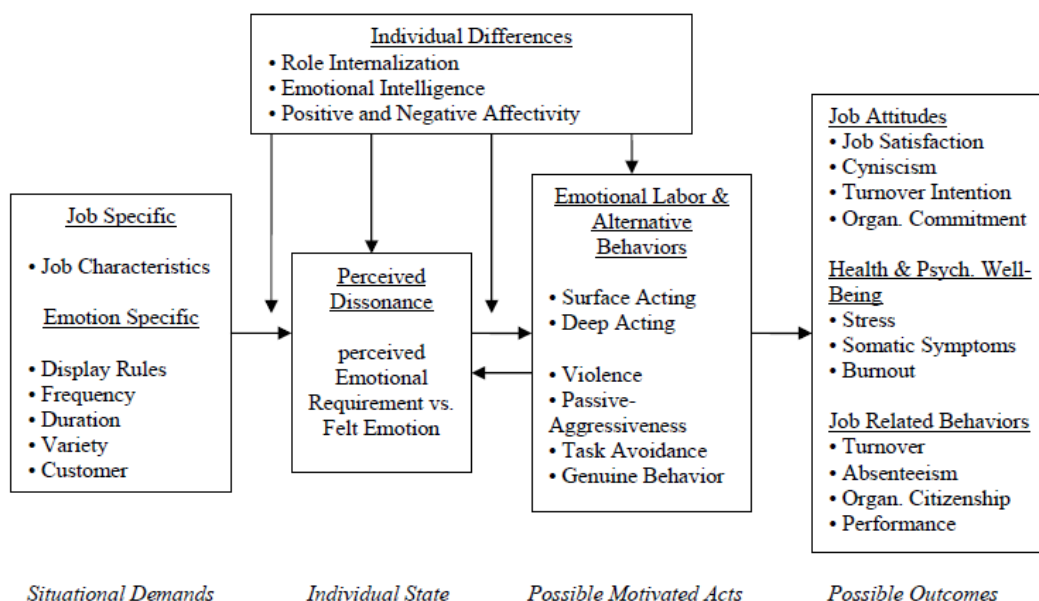 Individual Differences
• Role Internalization
• Emotional Intelligence
• Positive and Negative Affectivity
Job Specific
• Job Characteristics
Emotion Specific
• Display Rules
• Frequency
• Duration
• Variety
• Customer
Perceived
Dissonance
perceived
Emotional
Requirement vs.
Felt Emotion
Emotional Labor &
Alternative
Behaviors
• Surface Acting
• Deep Acting
• Violence
• Passive-
Aggressiveness
• Task Avoidance
• Genuine Behavior
Job Attitudes
• Job Satisfaction
• Cyniscism
• Turnover Intention
• Organ. Commitment
Health & Psych. Well-
Being
• Stress
• Somatic Symptoms
• Burnout
Job Related Behaviors
• Turnover
• Absenteeism
• Organ. Citizenship
• Performance
Situational Demands
Individual State
Possible Motivated Acts
Possible Outcomes